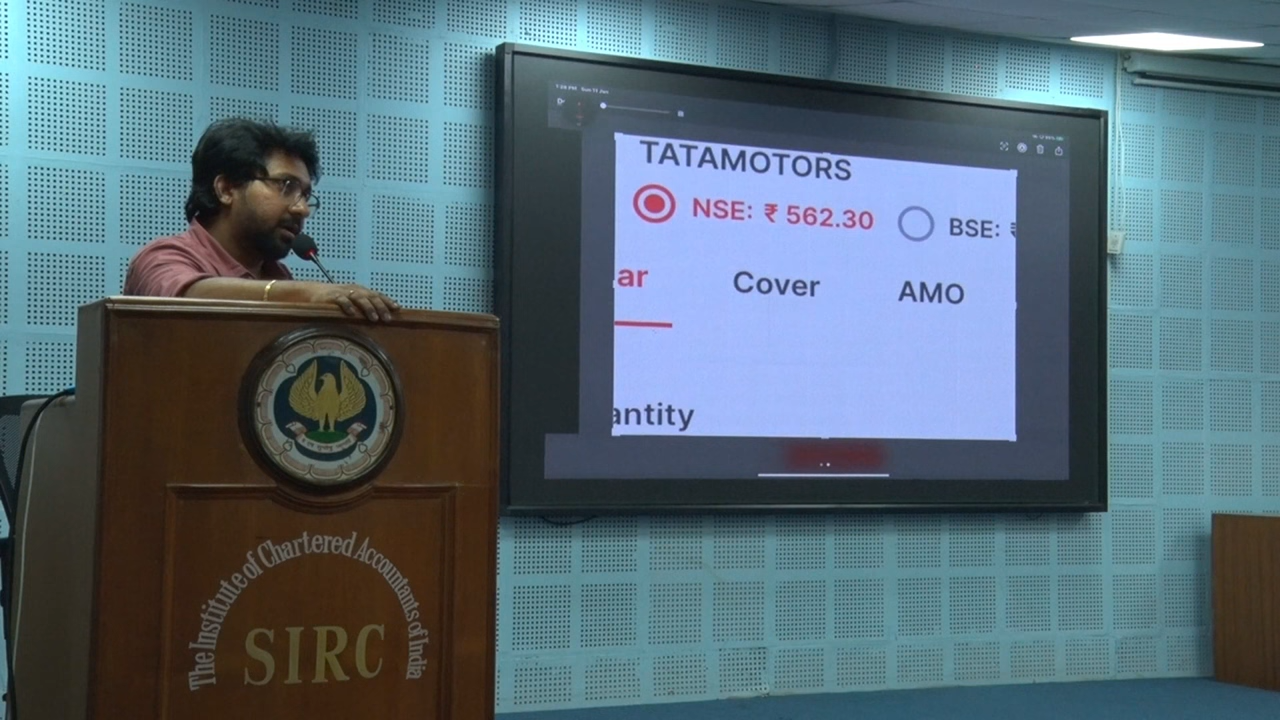 TATAMOTORS
NSE: ₹ 562.30
BSE: ₹
ar
Cover
AMO
antity
The Institute of Chartered Accountants of India
SIRC